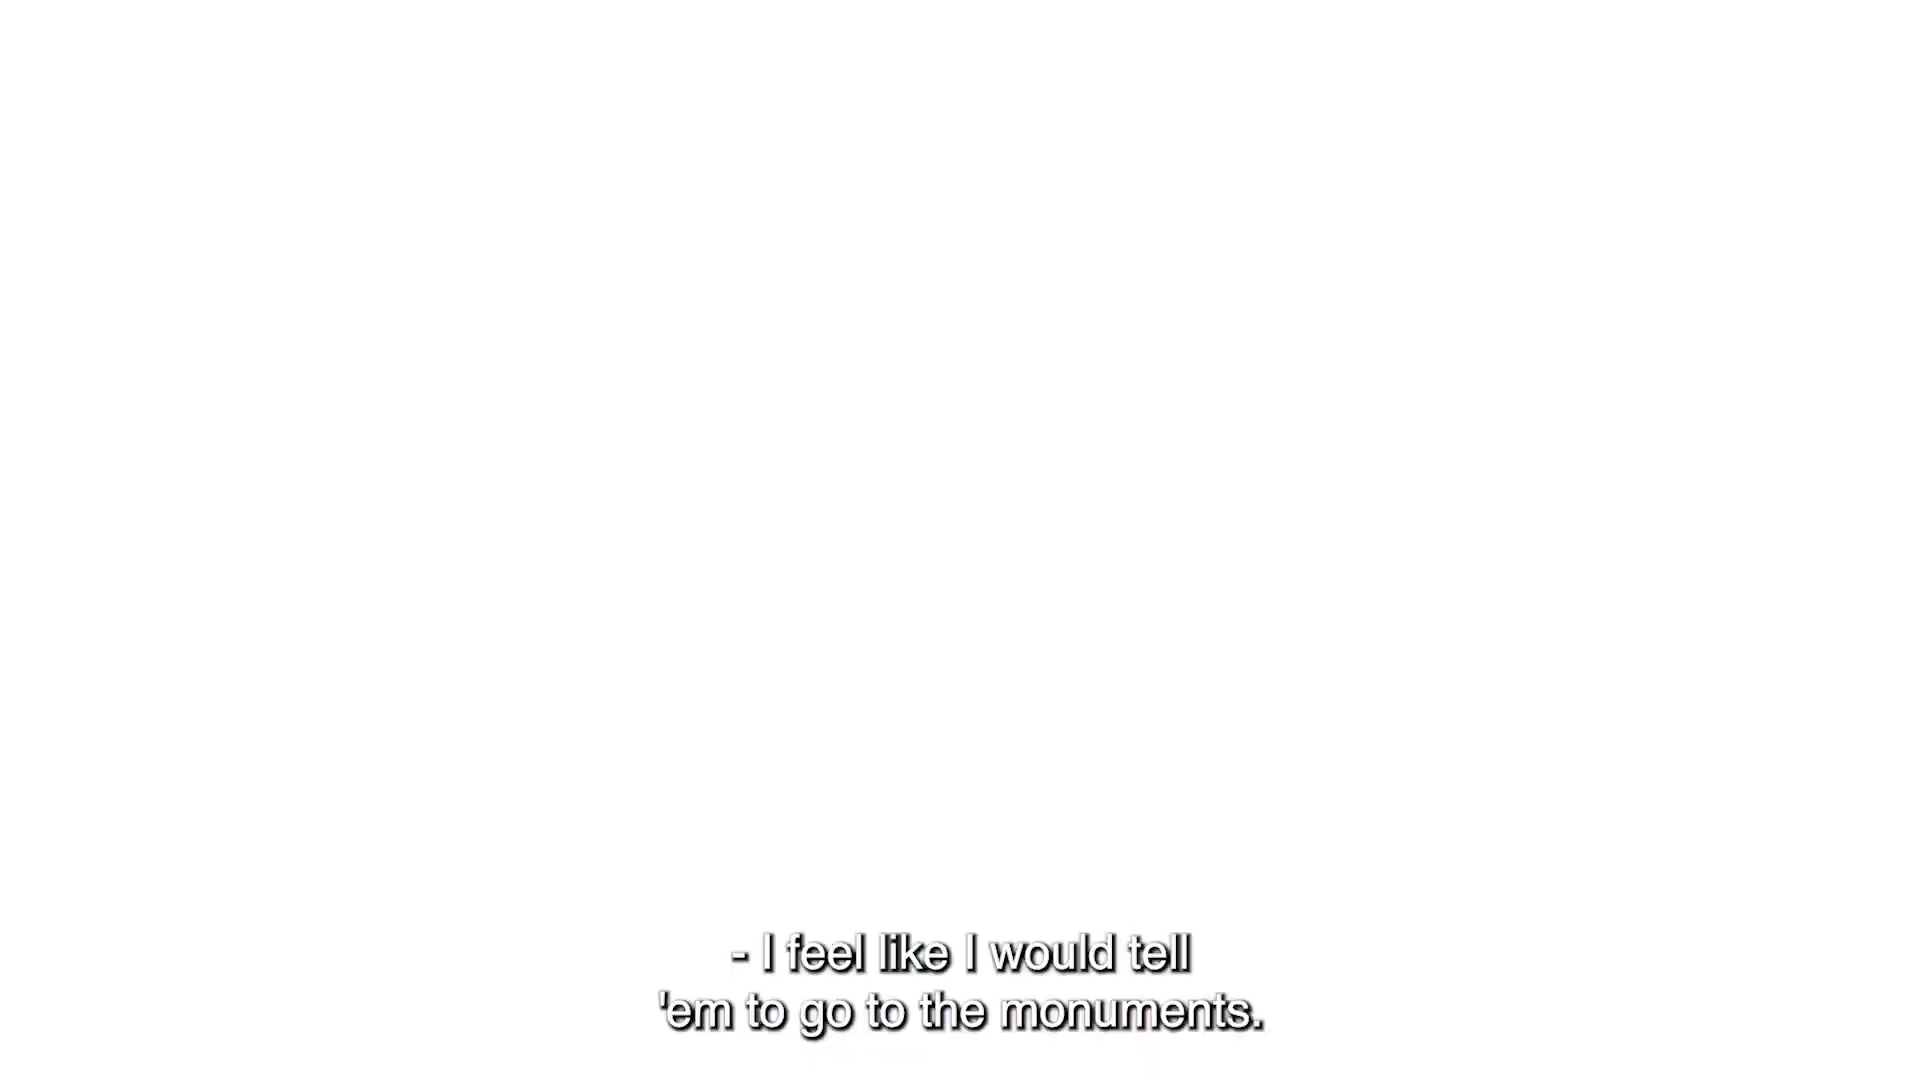 - I feel like I would tell
'em to go to the monuments.